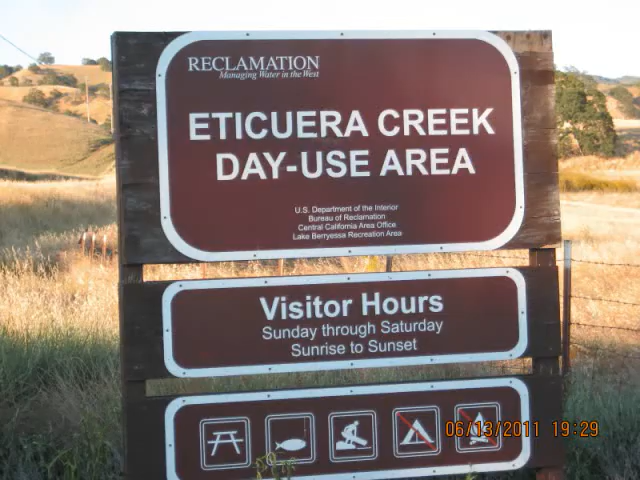 RECLAMATION
Managing Water in the West
ETICUERA CREEK
DAY-USE AREA
U.S. Department of the Interior
Bureau of Reclamation
Central California Area Office
Lake Berryessa Recreation Area
Visitor Hours
Sunday through Saturday
Sunrise to Sunset
06/13/2011 19:29